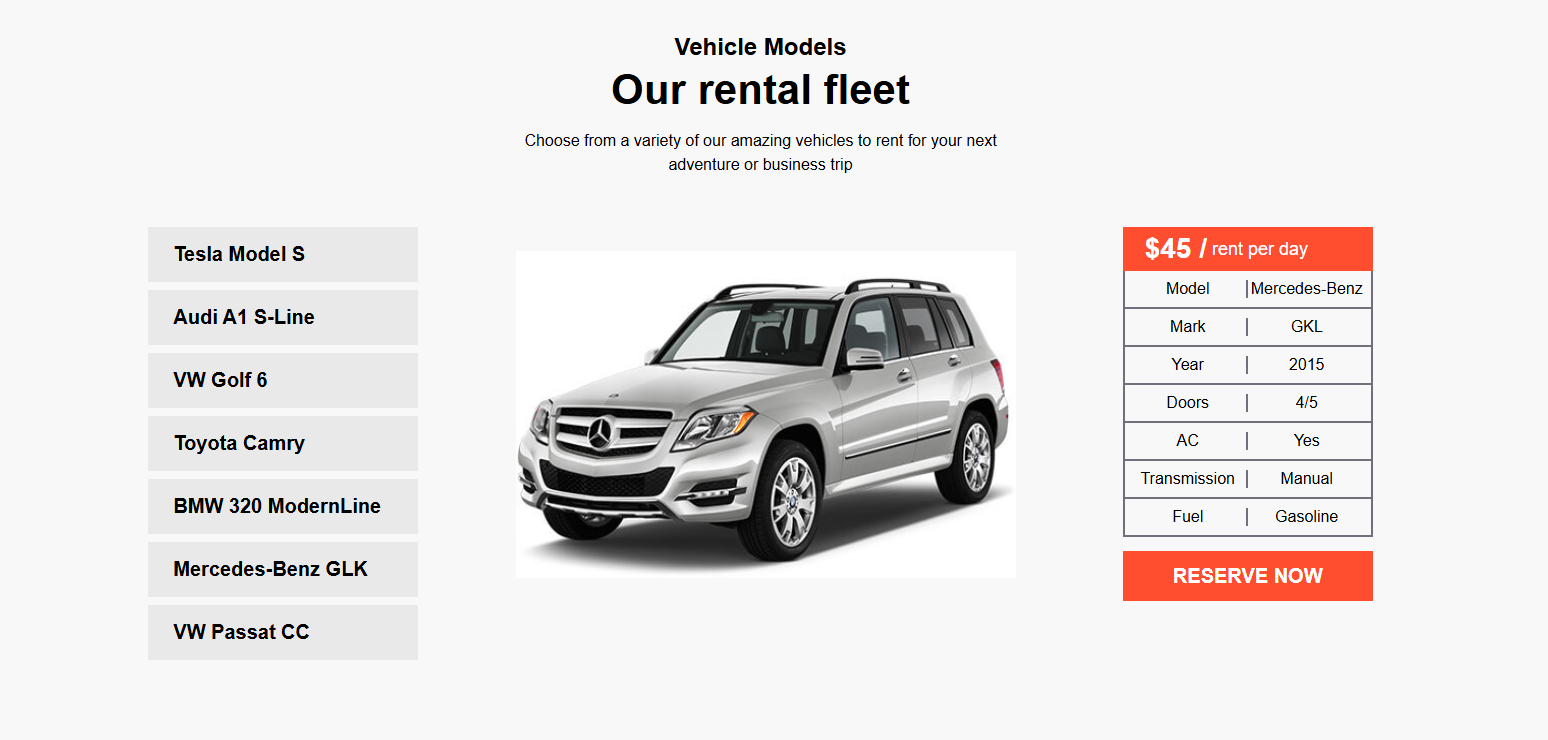 Vehicle Models
Our rental fleet
Choose from a variety of our amazing vehicles to rent for your next
adventure or business trip
Tesla Model S
Audi A1 S-Line
VW Golf 6
Toyota Camry
BMW 320 ModernLine
Mercedes-Benz GLK
VW Passat CC
$45 / rent per day
Model | Mercedes-Benz
Mark | GKL
Year | 2015
Doors | 4/5
AC | Yes
Transmission | Manual
Fuel | Gasoline
RESERVE NOW